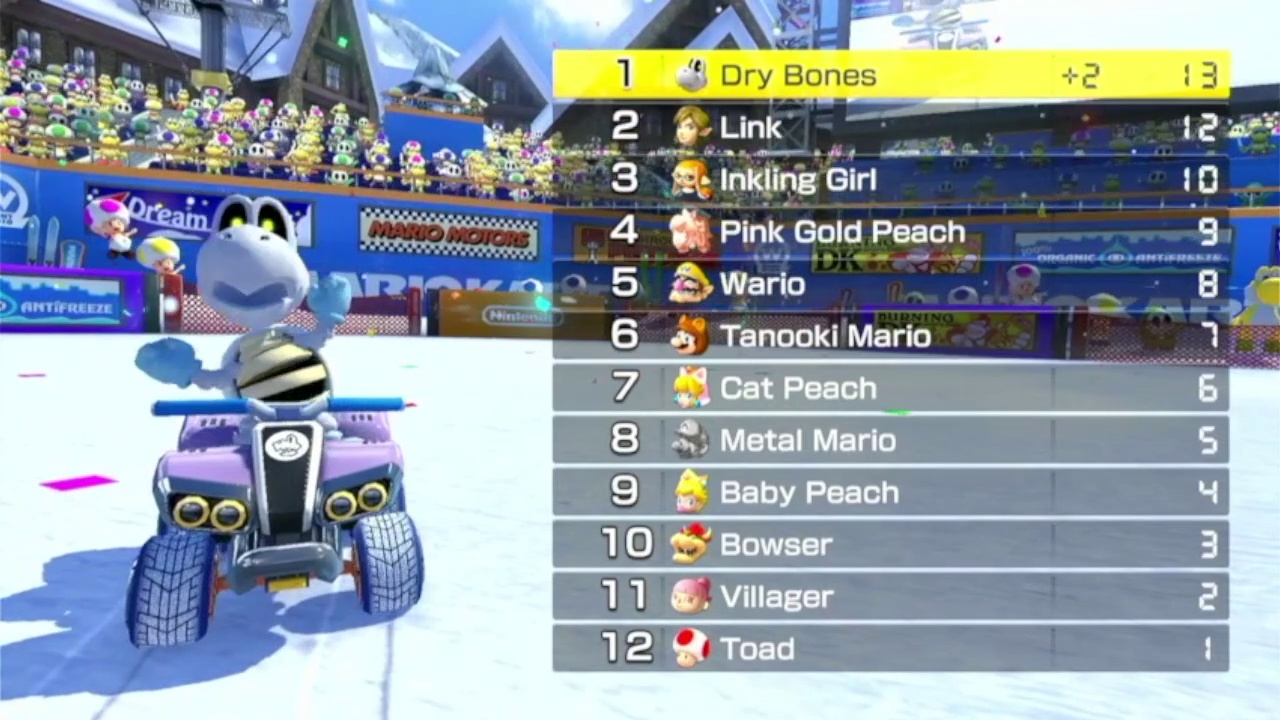 1 Dry Bones +2 13
2 Link 12
3 Inkling Girl 10
4 Pink Gold Peach 9
5 Wario 8
6 Tanooki Mario 7
7 Cat Peach 6
8 Metal Mario 5
9 Baby Peach 4
10 Bowser 3
11 Villager 2
12 Toad 1
Dream
MARIO MOTORS
DK
100% ORGANIC ANTIFREEZE
ANTIFREEZE
Nintendo
BURNING